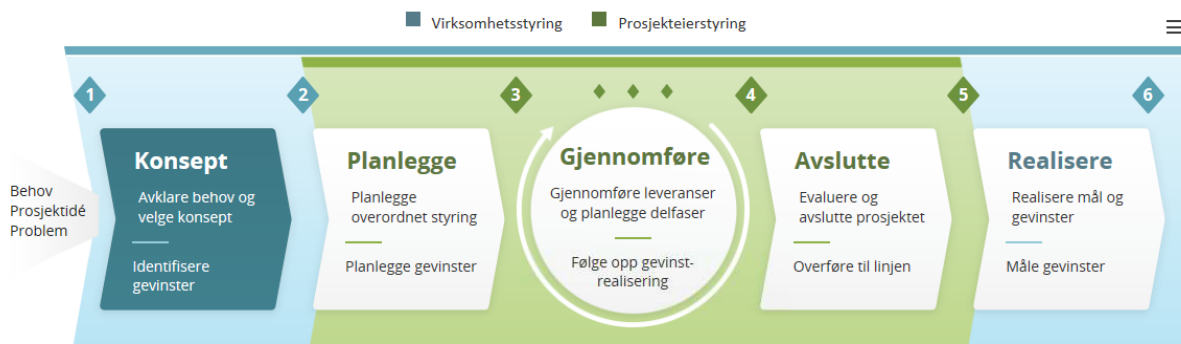 Virksomhetsstyring
Prosjekteierstyring
1
2
3
4
5
6
Behov
Prosjektidé
Problem
Konsept
Avklare behov og
velge konsept
Identifisere
gevinster
Planlegge
Planlegge
overordnet styring
Planlegge gevinster
Gjennomføre
Gjennomføre leveranser
og planlegge delfaser
Følge opp gevinst-
realisering
Avslutte
Evaluere og
avslutte prosjektet
Overføre til linjen
Realisere
Realisere mål og
gevinster
Måle gevinster